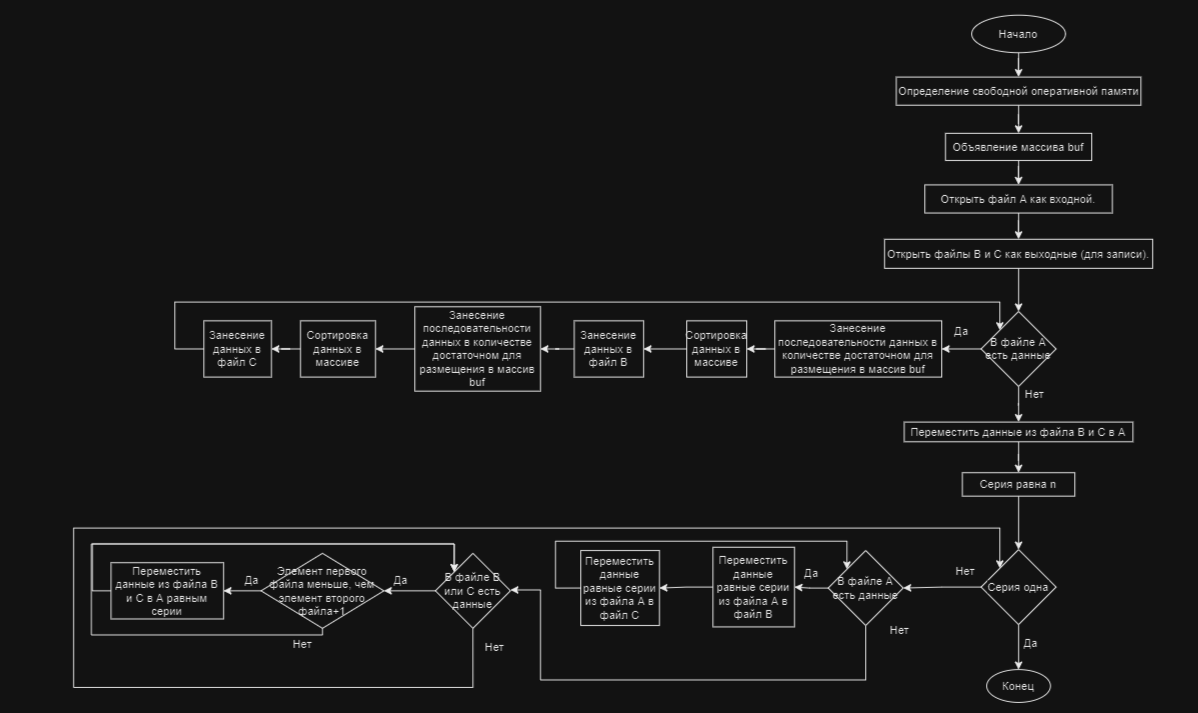 Начало
Определение свободной оперативной памяти
Объявление массива buf
Открыть файл А как входной.
Открыть файлы В и С как выходные (для записи).
В файле А
есть данные
Да
Нет
Занесение
последовательности данных в
количестве достаточном для
размещения в массив buf
Сортировка
данных в
массиве
Занесение
данных в
файл В
Занесение
последовательности
данных в количестве
достаточном для
размещения в массив
buf
Сортировка
данных в
массиве
Занесение
данных в
файл С
Переместить данные из файла В и С в А
Серия равна n
Серия одна
Нет
Да
В файле А
есть данные
Да
Нет
Переместить
данные
равные серии
из файла А в
файл В
Переместить
данные
равные серии
из файла А в
файл С
В файле В
или С есть
данные
Да
Нет
Элемент первого
файла меньше, чем
элемент второго
файла+1
Да
Нет
Переместить
данные из файла В
и С в А равным
серии
Конец